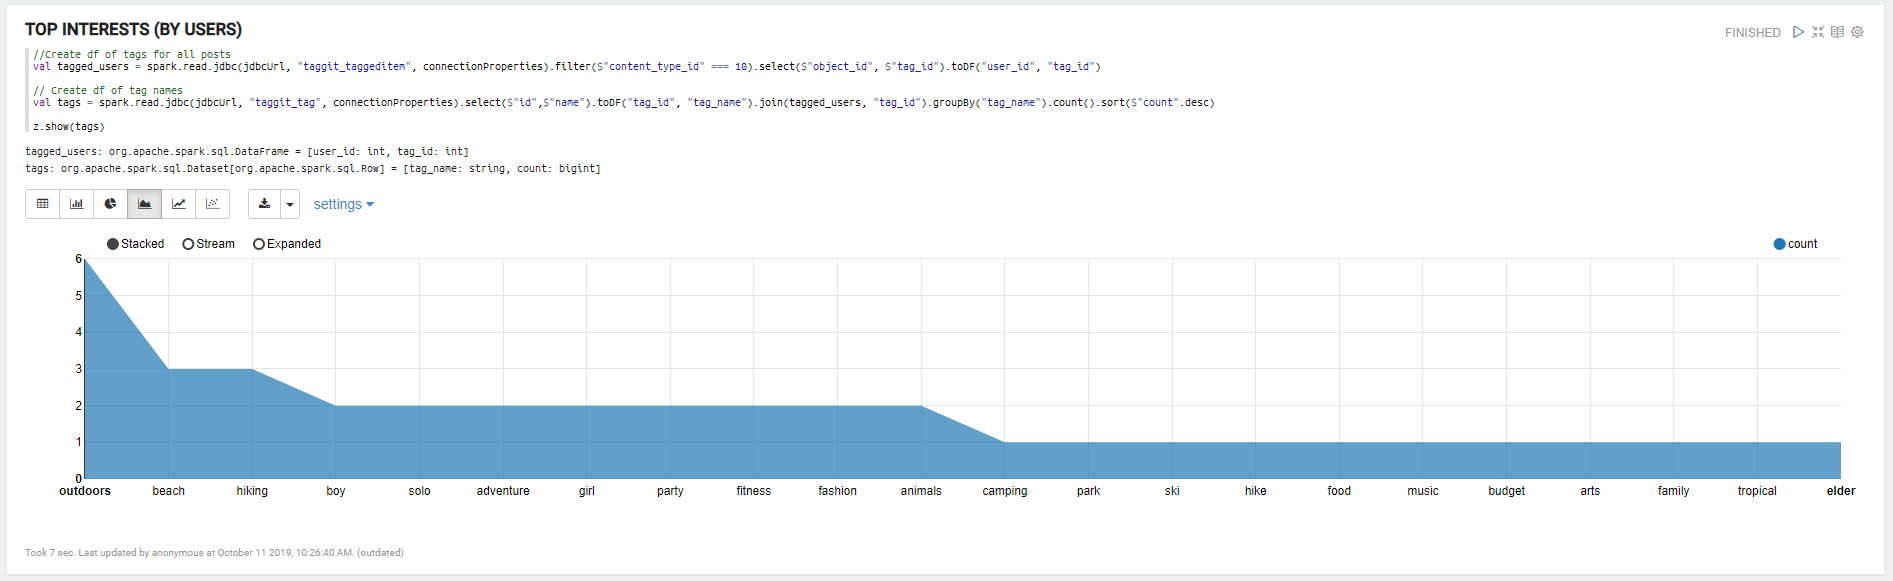 TOP INTERESTS (BY USERS)
FINISHED
//Create df of tags for all posts
val tagged_users = spark.read.jdbc(jdbcUrl, "taggit_taggeditem", connectionProperties).filter($"content_type_id" === 10).select($"object_id", $"tag_id").toDF("user_id", "tag_id")
// Create df of tag names
val tags = spark.read.jdbc(jdbcUrl, "taggit_tag", connectionProperties).select($"id",$"name").toDF("tag_id", "tag_name").join(tagged_users, "tag_id").groupBy("tag_name").count().sort($"count".desc)
z.show(tags)
tagged_users: org.apache.spark.sql.DataFrame = [user_id: int, tag_id: int]
tags: org.apache.spark.sql.Dataset[org.apache.spark.sql.Row] = [tag_name: string, count: bigint]
settings
Stacked Stream Expanded count
6
5
4
3
2
1
0
outdoors beach hiking boy solo adventure girl party fitness fashion animals camping park ski hike food music budget arts family tropical elder
Took 7 sec. Last updated by anonymous at October 11 2019, 10:26:40 AM. (outdated)